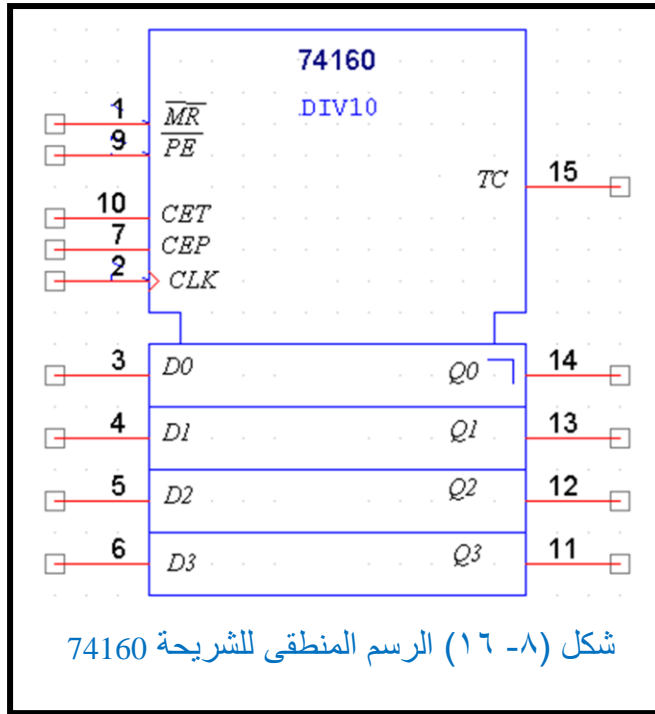 74160
DIV10
1 MR
9 PE
TC 15
10 CET
7 CEP
2 CLK
3 D0 Q0 14
4 D1 Q1 13
5 D2 Q2 12
6 D3 Q3 11
شكل (٨- ١٦) الرسم المنطقى للشريحة 74160